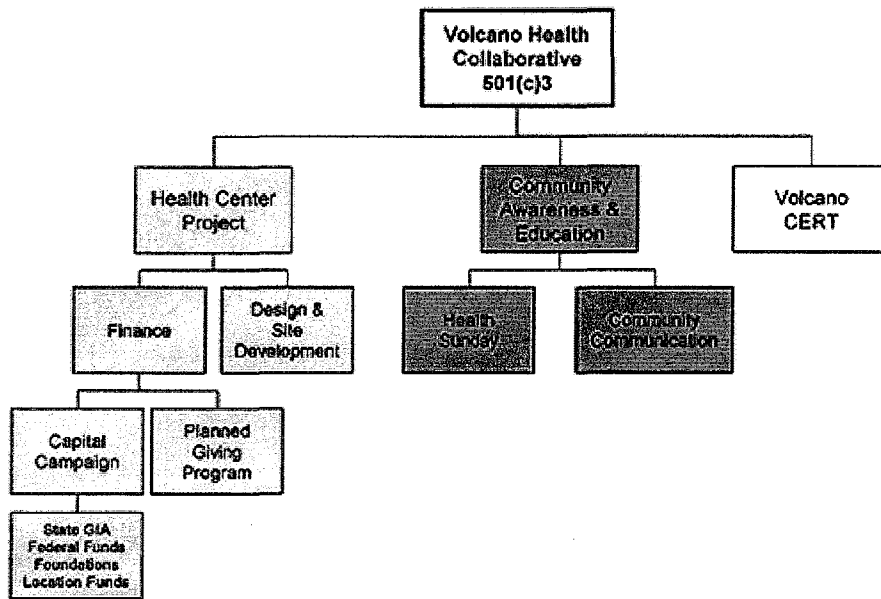 Volcano Health
Collaborative
501(c)3
Health Center
Project
Community
Awareness &
Education
Volcano
CERT
Finance
Design &
Site
Development
Health
Sunday
Community
Communication
Capital
Campaign
Planned
Giving
Program
State GIA
Federal Funds
Foundations
Location Funds